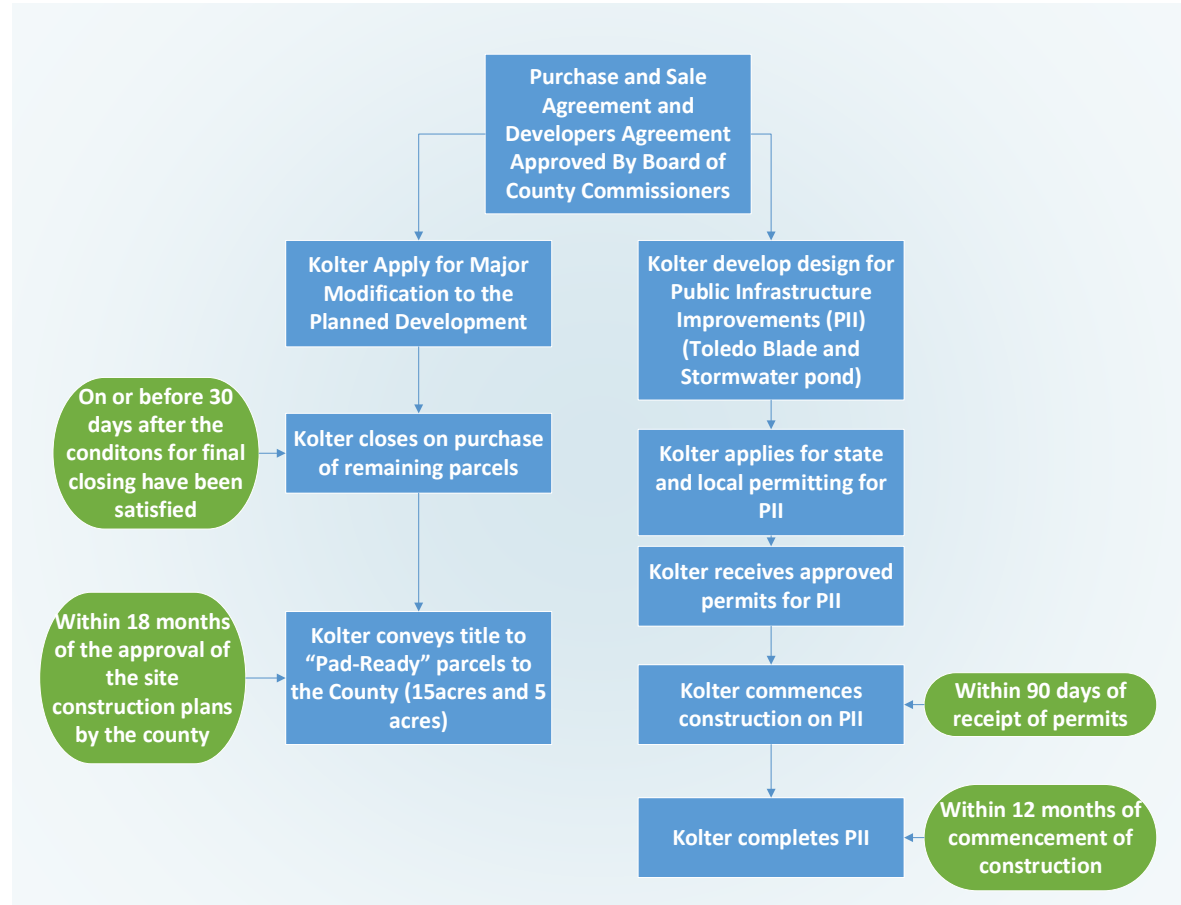 Purchase and Sale
Agreement and
Developers Agreement
Approved By Board of
County Commissioners
Kolter Apply for Major
Modification to the
Planned Development
Kolter develop design for
Public Infrastructure
Improvements (PII)
(Toledo Blade and
Stormwater pond)
On or before 30
days after the
conditons for final
closing have been
satisfied
Kolter closes on purchase
of remaining parcels
Kolter applies for state
and local permitting for
PII
Kolter receives approved
permits for PII
Within 18 months
of the approval of
the site
construction plans
by the county
Kolter conveys title to
“Pad-Ready” parcels to
the County (15acres and 5
acres)
Kolter commences
construction on PII
Within 90 days of
receipt of permits
Kolter completes PII
Within 12 months of
commencement of
construction